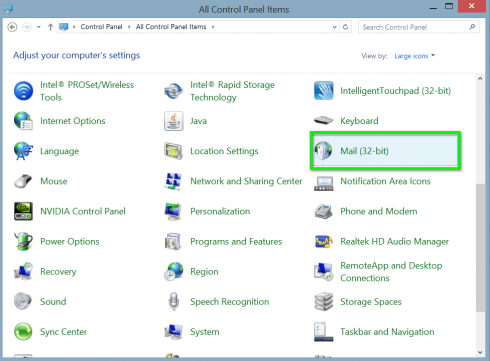 All Control Panel Items
Control Panel
All Control Panel Items
Search Control Panel
Adjust your computer's settings
View by:
Large icons
Intel® PROSet/Wireless
Tools
Intel® Rapid Storage
Technology
IntelligentTouchpad (32-bit)
Internet Options
Java
Keyboard
Language
Location Settings
Mail (32-bit)
Mouse
Network and Sharing Center
Notification Area Icons
NVIDIA Control Panel
Personalization
Phone and Modem
Power Options
Programs and Features
Realtek HD Audio Manager
Recovery
Region
RemoteApp and Desktop
Connections
Sound
Speech Recognition
Storage Spaces
Sync Center
System
Taskbar and Navigation